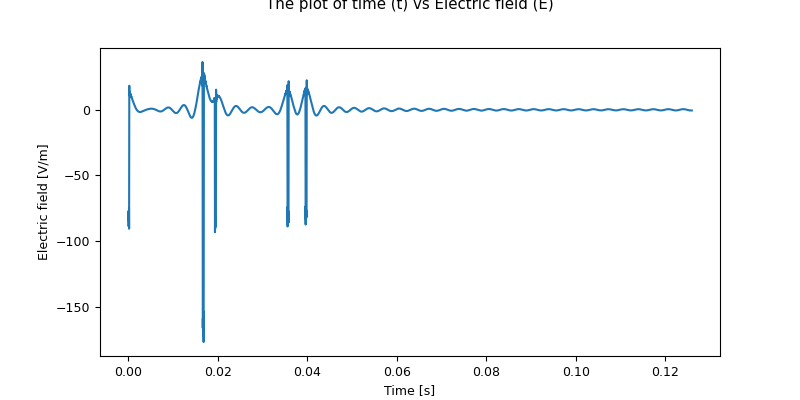 The plot of time (t) vs Electric field (E)
0
−50
−100
−150
Electric field [V/m]
0.00 0.02 0.04 0.06 0.08 0.10 0.12
Time [s]